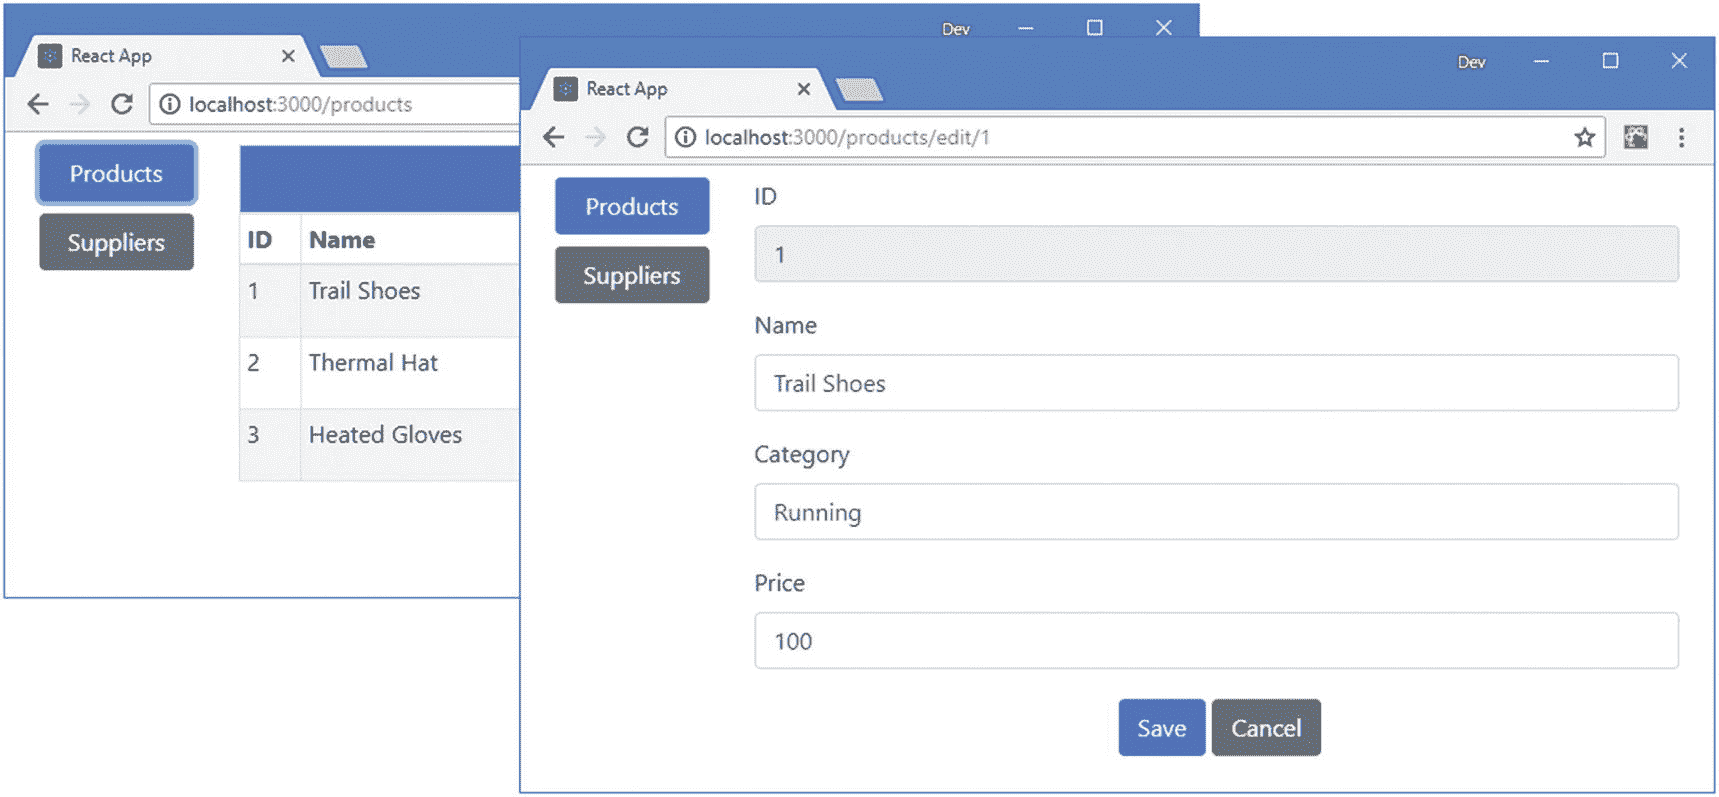 Dev
React App
localhost:3000/products
Products
Suppliers
ID Name
1 Trail Shoes
2 Thermal Hat
3 Heated Gloves
Dev
React App
localhost:3000/products/edit/1
Products
Suppliers
ID
1
Name
Trail Shoes
Category
Running
Price
100
Save Cancel